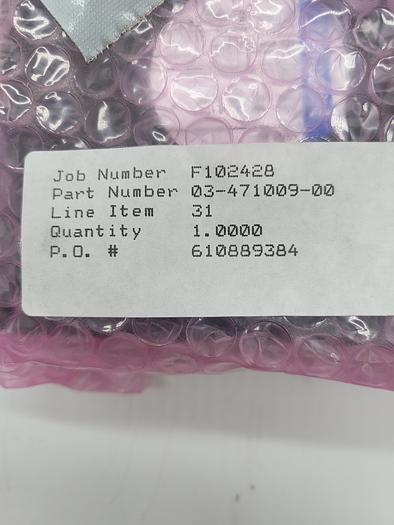 Job Number F102428
Part Number 03-471009-00
Line Item 31
Quantity 1.0000
P.O. # 610889384